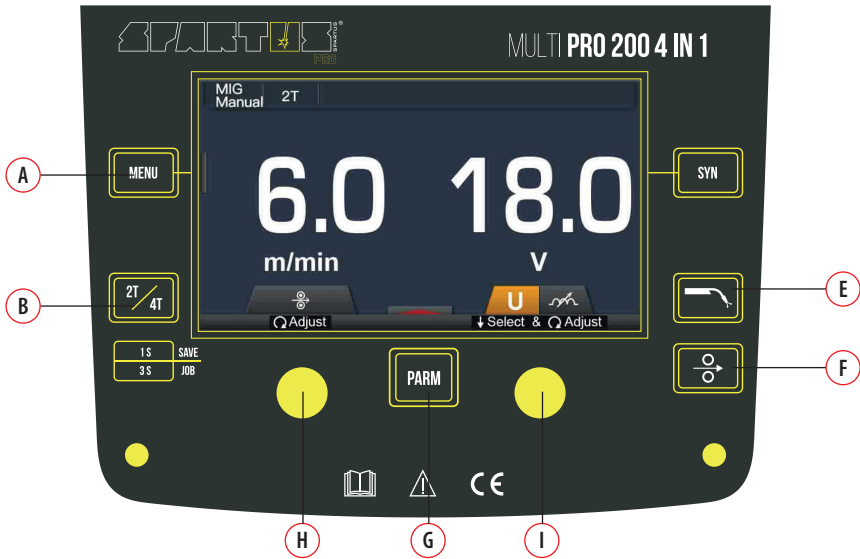 SPARTUS®
SPARTUS
PRO
MULTI PRO 200 4 IN 1
MIG
Manual
2T
A
MENU
SYN
6.0
18.0
m/min
V
B
2T/4T
E
U
Adjust
Select & Adjust
1 S SAVE
3 S JOB
PARM
F
CE
H
G
I